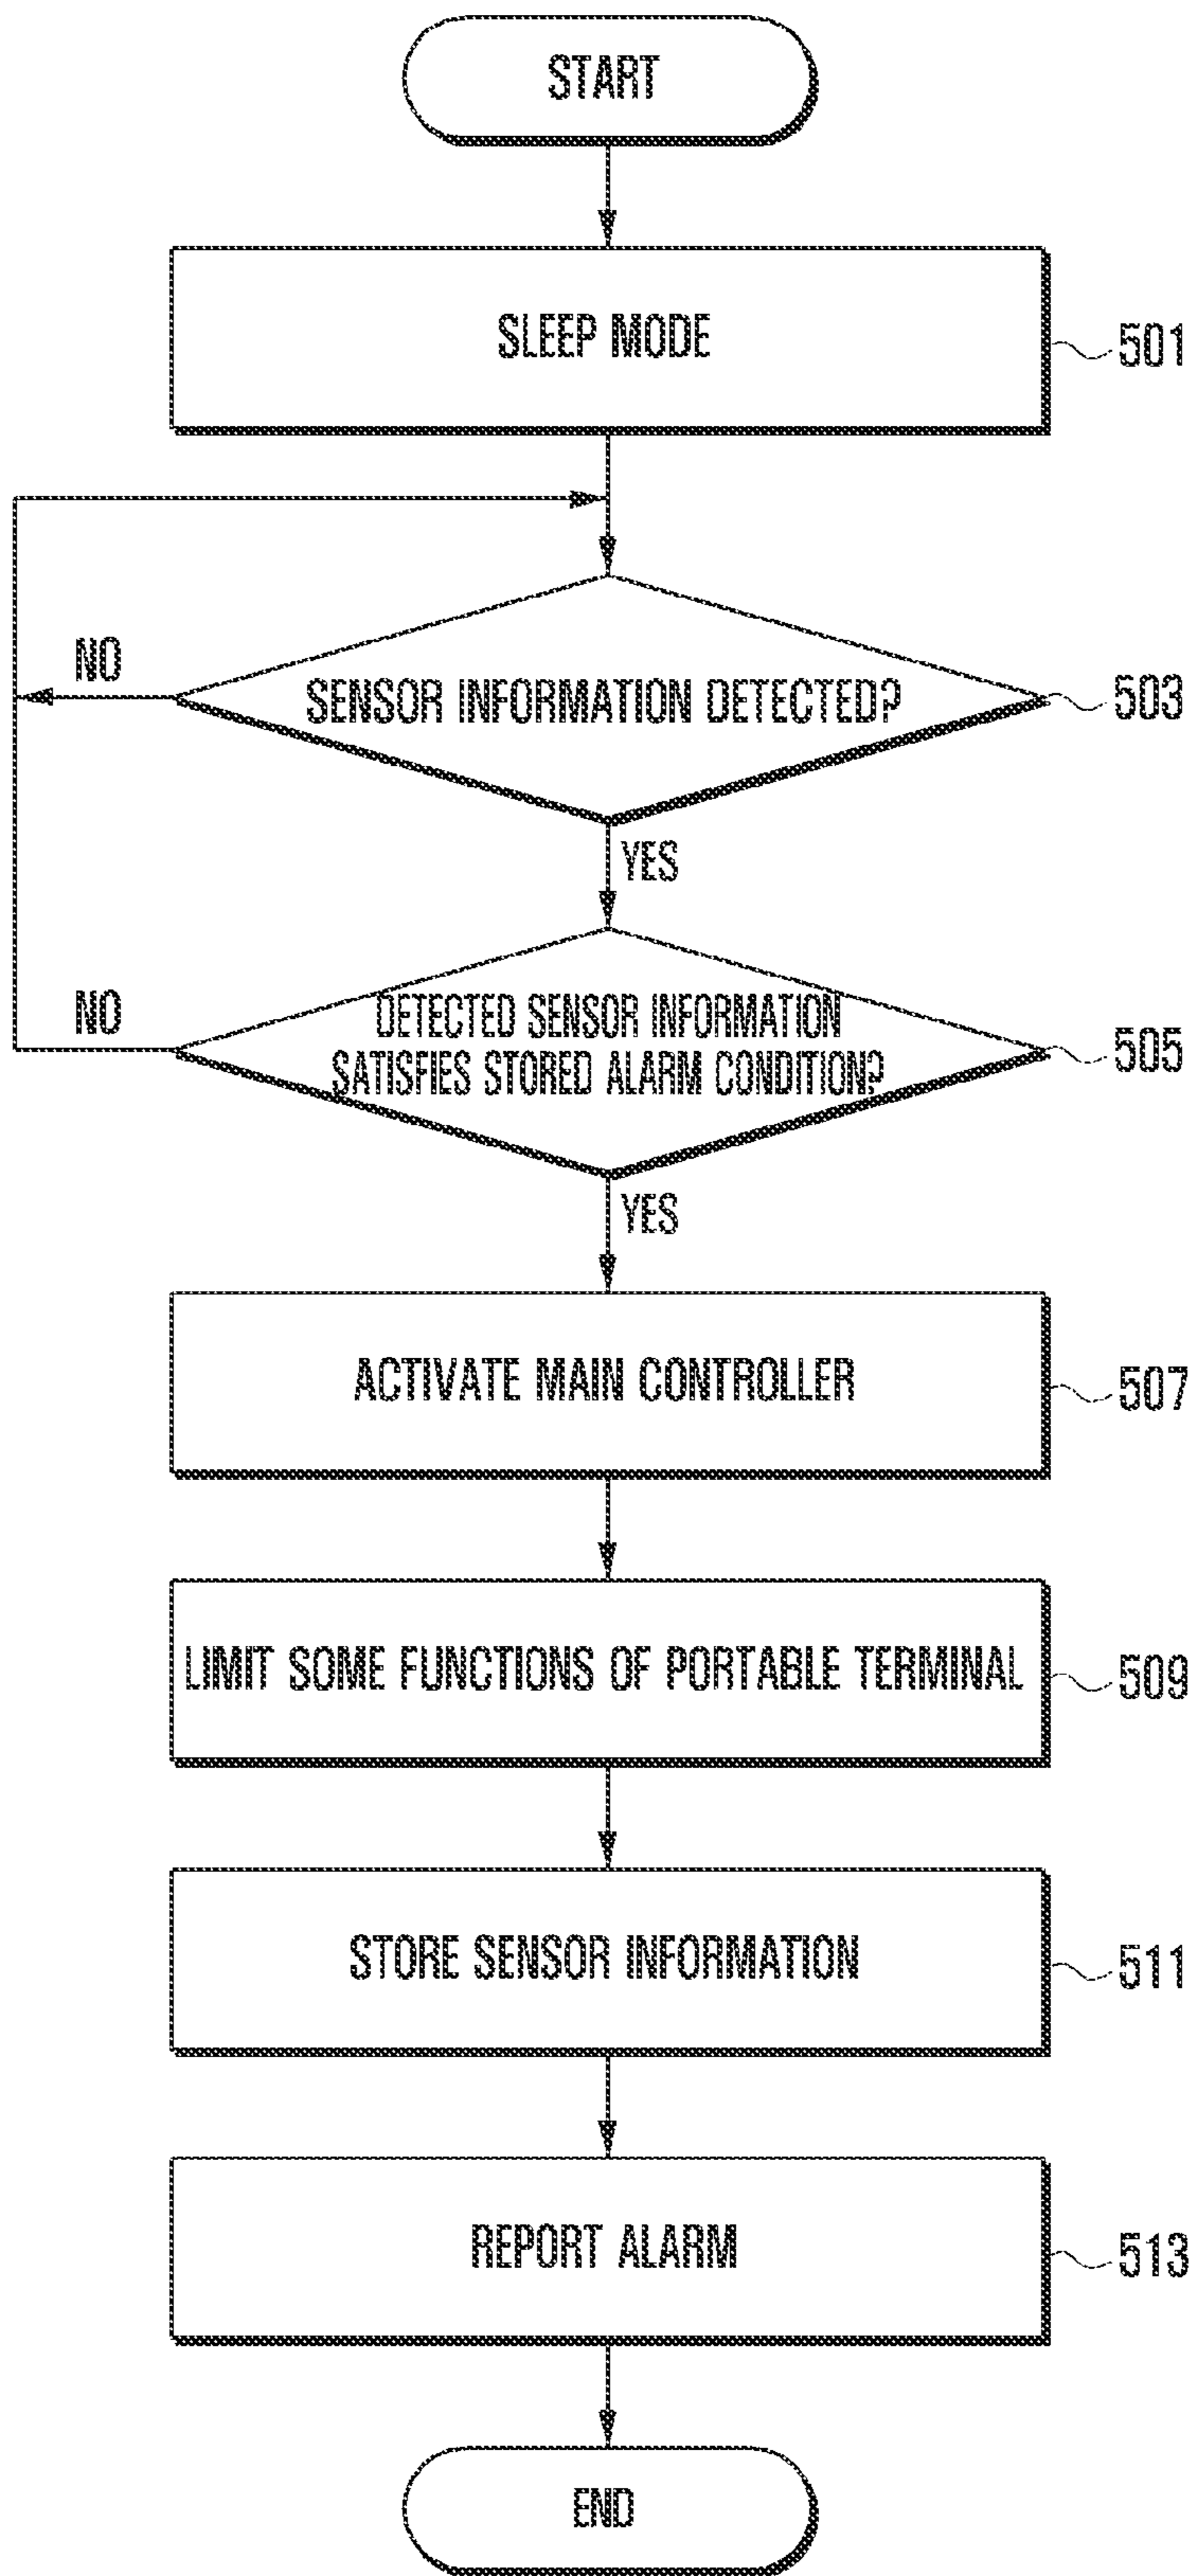 START
SLEEP MODE
501
NO
SENSOR INFORMATION DETECTED?
503
YES
NO
DETECTED SENSOR INFORMATION
SATISFIES STORED ALARM CONDITION?
505
YES
ACTIVATE MAIN CONTROLLER
507
LIMIT SOME FUNCTIONS OF PORTABLE TERMINAL
509
STORE SENSOR INFORMATION
511
REPORT ALARM
513
END